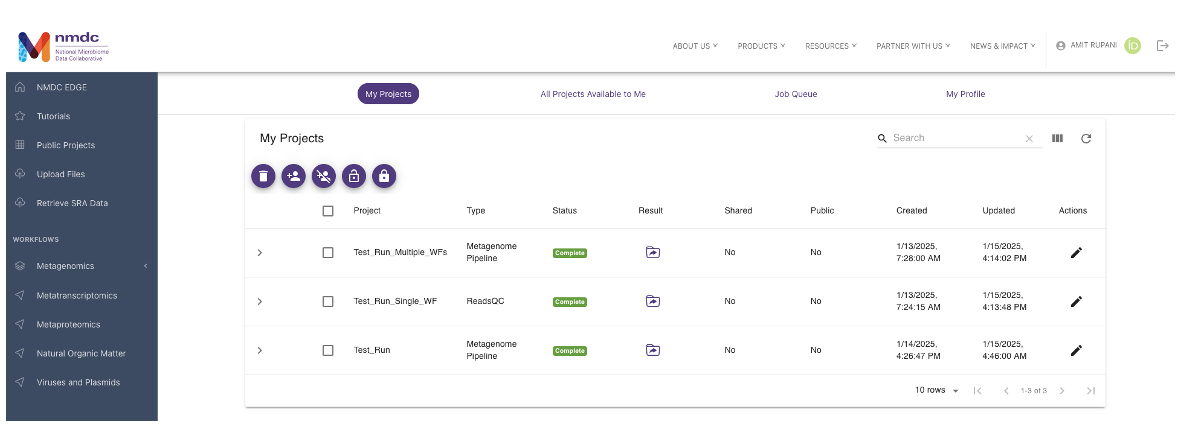 nmdc
National Microbiome
Data Collaborative
ABOUT US PRODUCTS RESOURCES PARTNER WITH US NEWS & IMPACT AMIT RUPANI
NMDC EDGE
Tutorials
Public Projects
Upload Files
Retrieve SRA Data
WORKFLOWS
Metagenomics
Metatranscriptomics
Metaproteomics
Natural Organic Matter
Viruses and Plasmids
My Projects All Projects Available to Me Job Queue My Profile
My Projects Search
Project Type Status Result Shared Public Created Updated Actions
Test_Run_Multiple_WFs Metagenome Pipeline Complete No No 1/13/2025, 7:28:00 AM 1/15/2025, 4:14:02 PM
Test_Run_Single_WF ReadsQC Complete No No 1/13/2025, 7:24:15 AM 1/15/2025, 4:13:48 PM
Test_Run Metagenome Pipeline Complete No No 1/14/2025, 4:26:47 PM 1/15/2025, 4:46:00 AM
10 rows 1-3 of 3